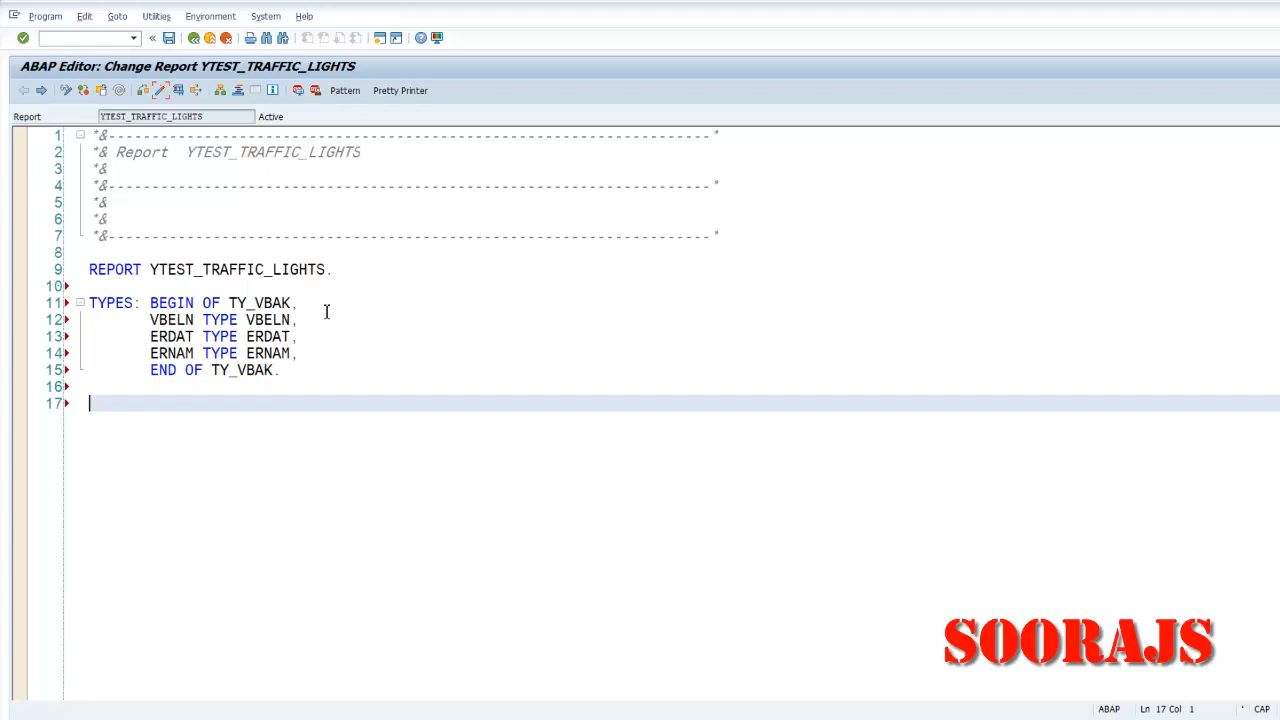 Program Edit Goto Utilities Environment System Help
ABAP Editor: Change Report YTEST_TRAFFIC_LIGHTS
Pattern Pretty Printer
Report YTEST_TRAFFIC_LIGHTS Active
1 *&---------------------------------------------------------------------*
2 *& Report  YTEST_TRAFFIC_LIGHTS
3 *&
4 *&---------------------------------------------------------------------*
5 *&
6 *&
7 *&---------------------------------------------------------------------*
8
9 REPORT YTEST_TRAFFIC_LIGHTS.
10
11 TYPES: BEGIN OF TY_VBAK,
12 VBELN TYPE VBELN,
13 ERDAT TYPE ERDAT,
14 ERNAM TYPE ERNAM,
15 END OF TY_VBAK.
16
17
SOORAJS
ABAP Ln 17 Col 1 CAP